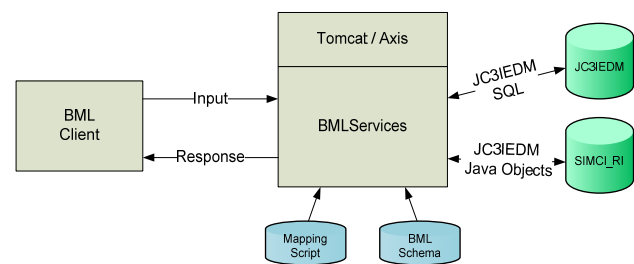 Tomcat / Axis
BML
Client
Input
Response
BMLServices
JC3IEDM
SQL
JC3IEDM
JC3IEDM
Java Objects
SIMCI_RI
Mapping
Script
BML
Schema